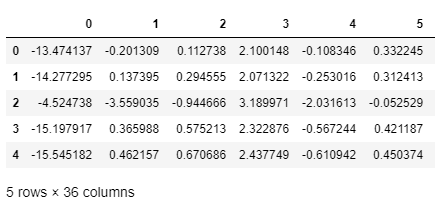 0 1 2 3 4 5
0 -13.474137 -0.201309 0.112738 2.100148 -0.108346 0.332245
1 -14.277295 0.137395 0.294555 2.071322 -0.253016 0.312413
2 -4.524738 -3.559035 -0.944666 3.189971 -2.031613 -0.052529
3 -15.197917 0.365988 0.575213 2.322876 -0.567244 0.421187
4 -15.545182 0.462157 0.670686 2.437749 -0.610942 0.450374
5 rows × 36 columns